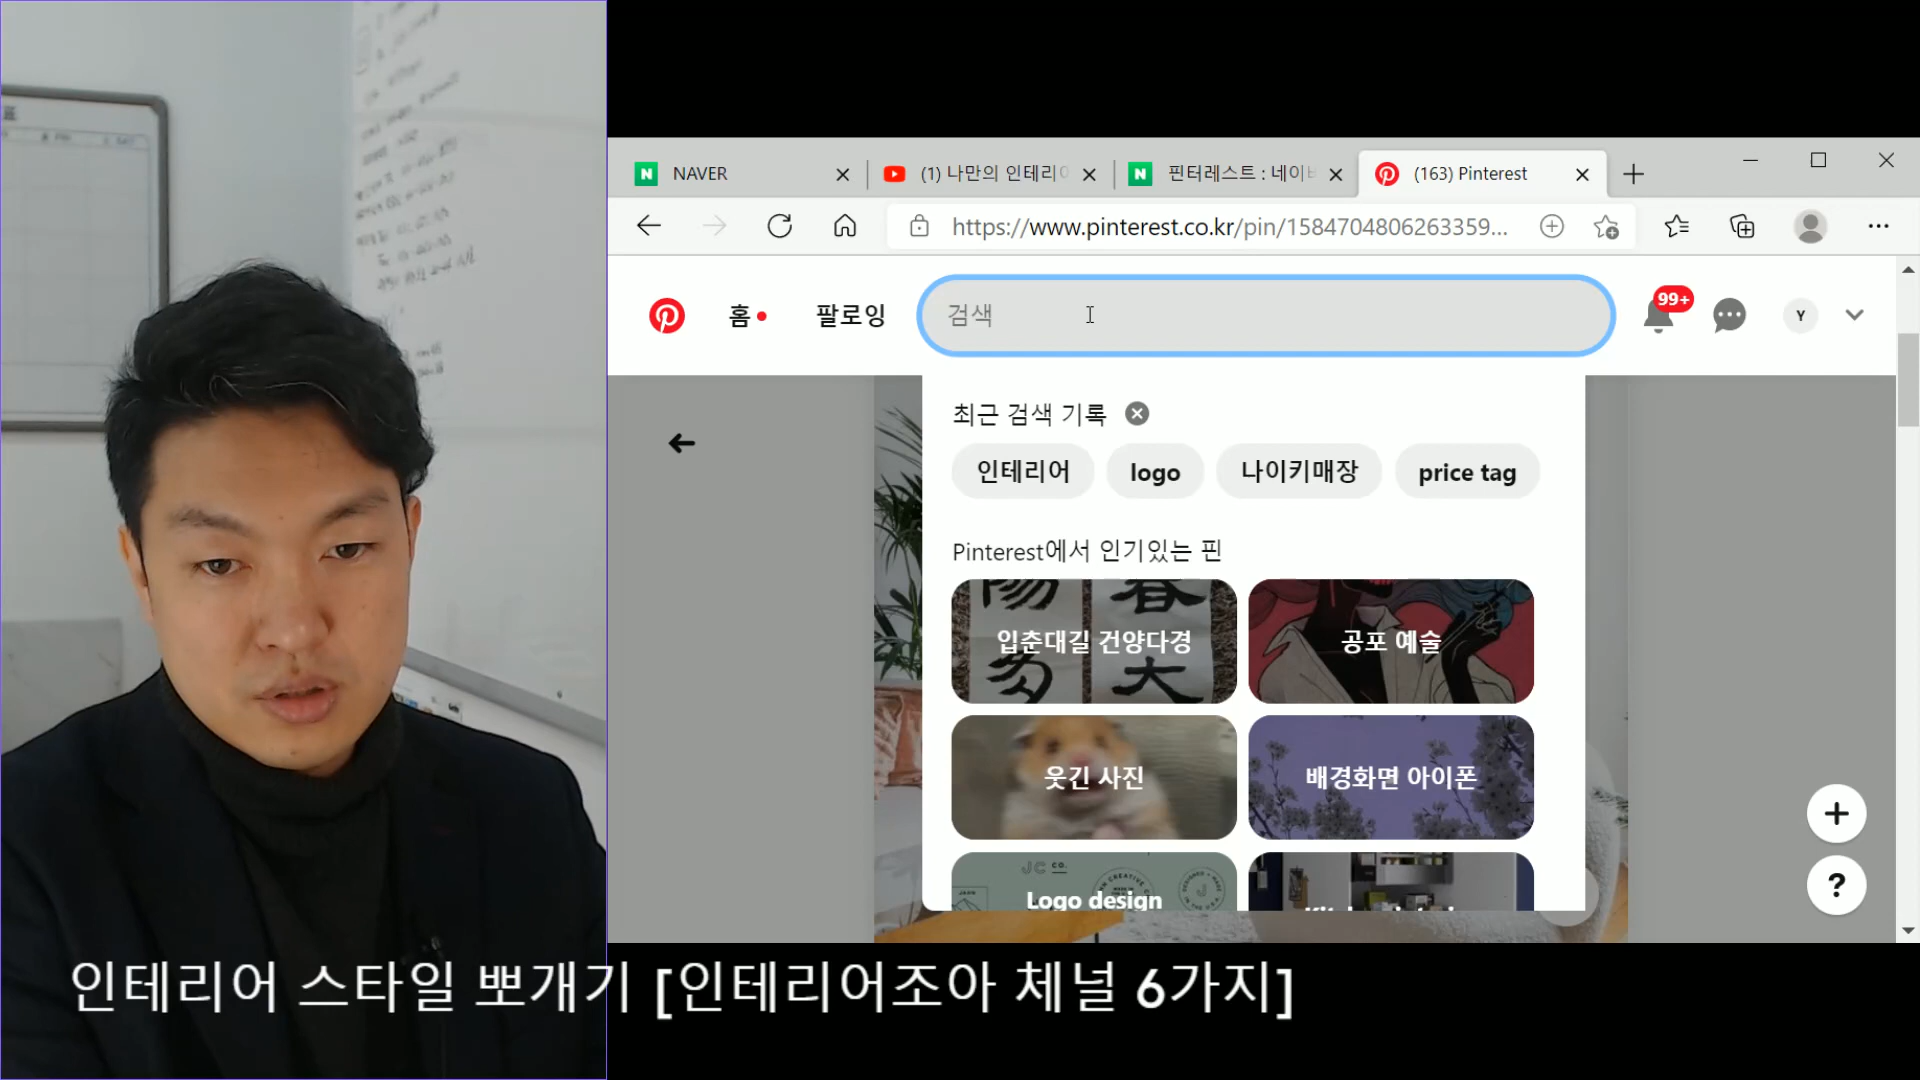 NAVER
(1) 나만의 인테리어
핀터레스트 : 네이버
(163) Pinterest
https://www.pinterest.co.kr/pin/1584704806263359...
홈
팔로잉
검색
99+
Y
최근 검색 기록
인테리어
logo
나이키매장
price tag
Pinterest에서 인기있는 핀
입춘대길 건양다경
공포 예술
웃긴 사진
배경화면 아이폰
JC CO.
Logo design
?
인테리어 스타일 뽀개기 [인테리어조아 체널 6가지]